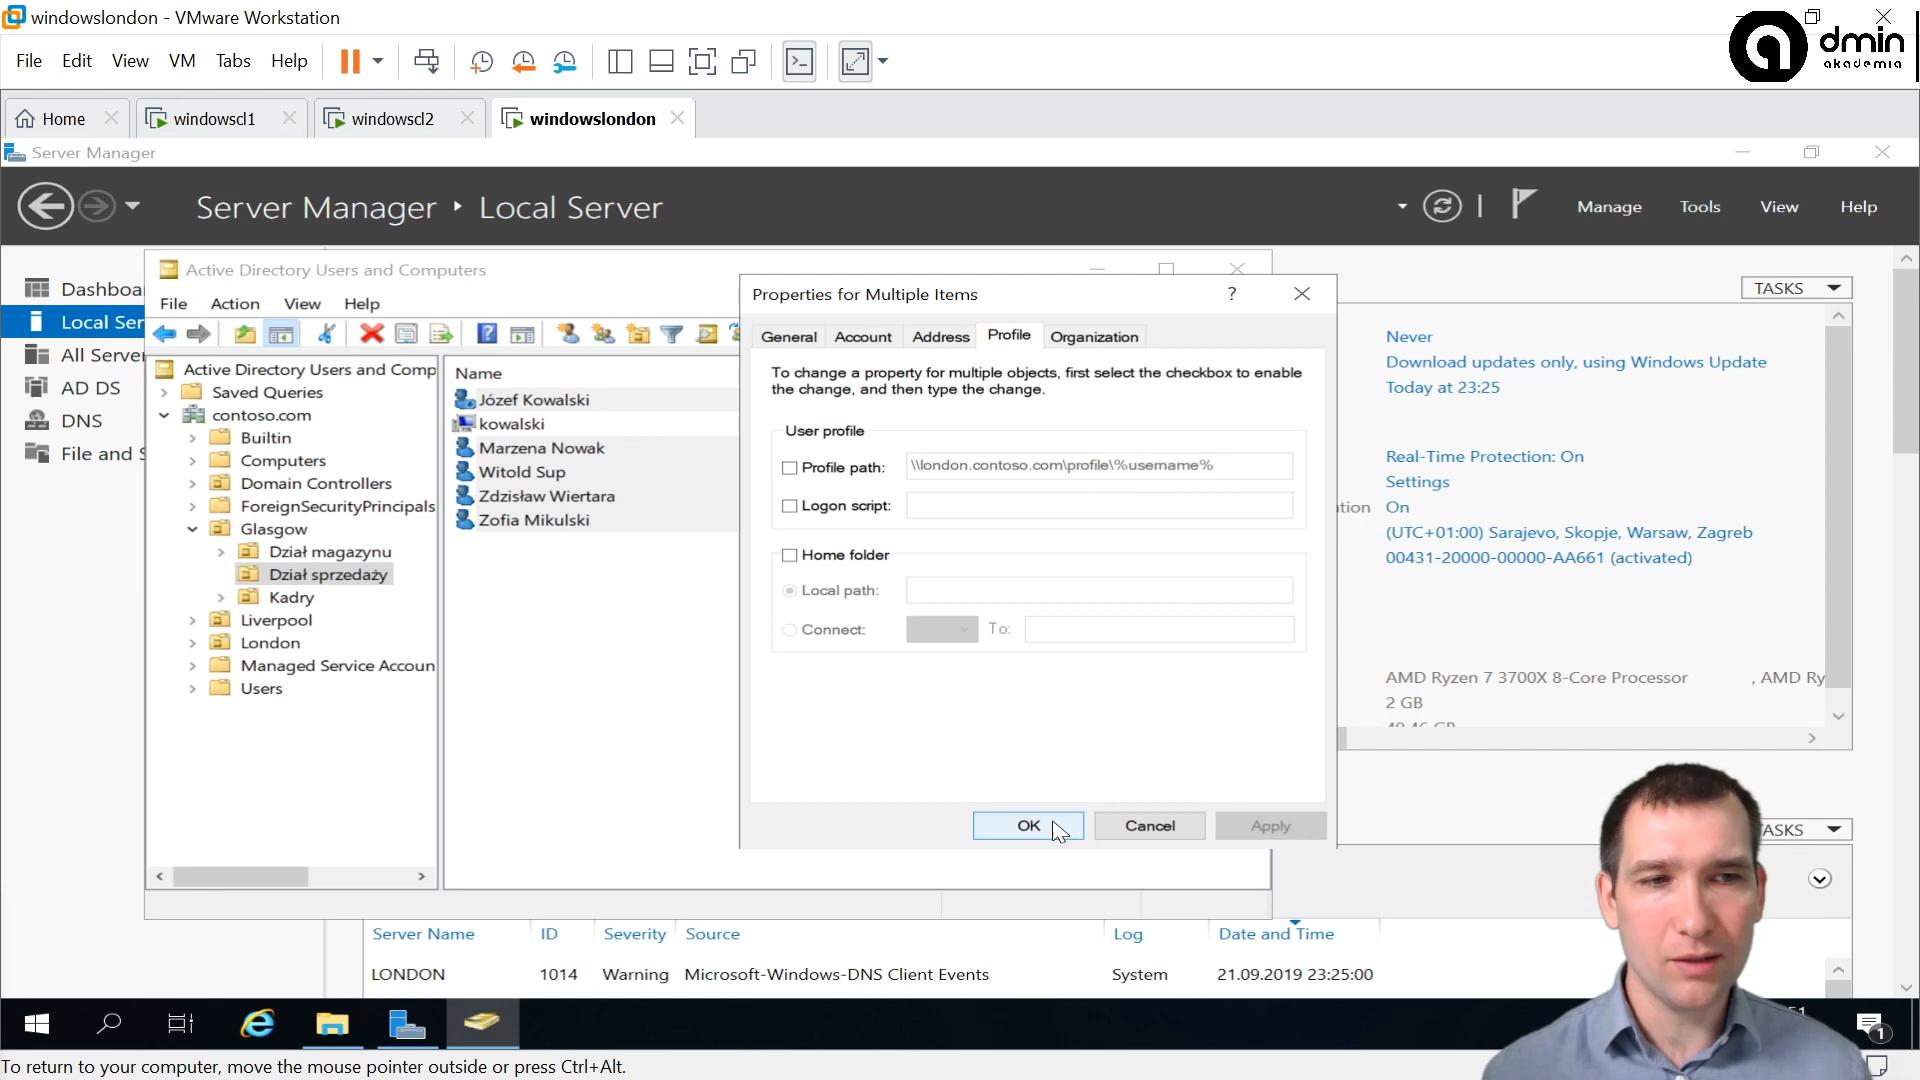 windowslondon - VMware Workstation
dmin
akademia
File Edit View VM Tabs Help
Home
windowscl1
windowscl2
windowslondon
Server Manager
Server Manager ‣ Local Server
Manage Tools View Help
Dashboa
Local Ser
All Server
AD DS
DNS
File and S
Active Directory Users and Computers
File Action View Help
Active Directory Users and Comp
Saved Queries
contoso.com
Builtin
Computers
Domain Controllers
ForeignSecurityPrincipals
Glasgow
Dział magazynu
Dział sprzedaży
Kadry
Liverpool
London
Managed Service Accoun
Users
Name
Józef Kowalski
kowalski
Marzena Nowak
Witold Sup
Zdzisław Wiertara
Zofia Mikulski
Properties for Multiple Items
?
General Account Address Profile Organization
To change a property for multiple objects, first select the checkbox to enable
the change, and then type the change.
User profile
Profile path: \\london.contoso.com\profile\%username%
Logon script:
Home folder
Local path:
Connect: To:
OK Cancel Apply
TASKS
Never
Download updates only, using Windows Update
Today at 23:25
Real-Time Protection: On
Settings
tion On
(UTC+01:00) Sarajevo, Skopje, Warsaw, Zagreb
00431-20000-00000-AA661 (activated)
AMD Ryzen 7 3700X 8-Core Processor , AMD Ry
2 GB
ASKS
Server Name ID Severity Source Log Date and Time
LONDON 1014 Warning Microsoft-Windows-DNS Client Events System 21.09.2019 23:25:00
1
To return to your computer, move the mouse pointer outside or press Ctrl+Alt.